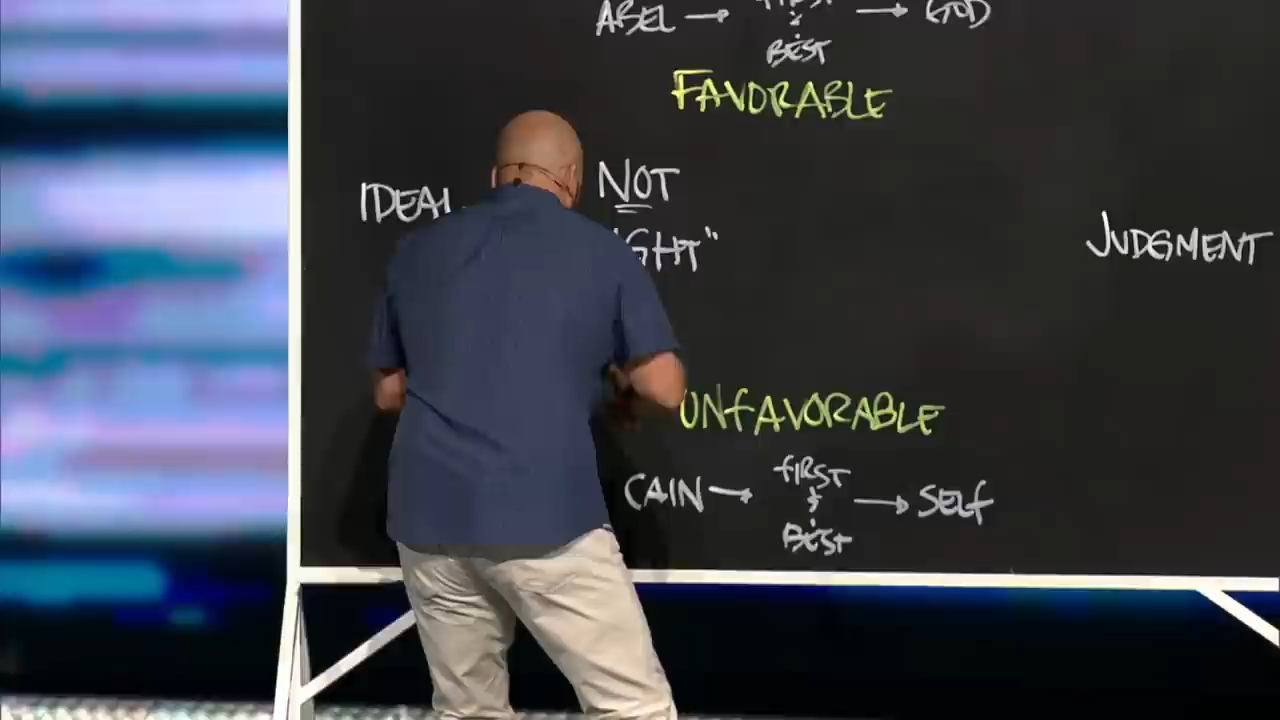 ABEL → FIRST & BEST → GOD
FAVORABLE
IDEAL
NOT
GHT"
JUDGMENT
UNFAVORABLE
CAIN → FIRST & BEST → SELF